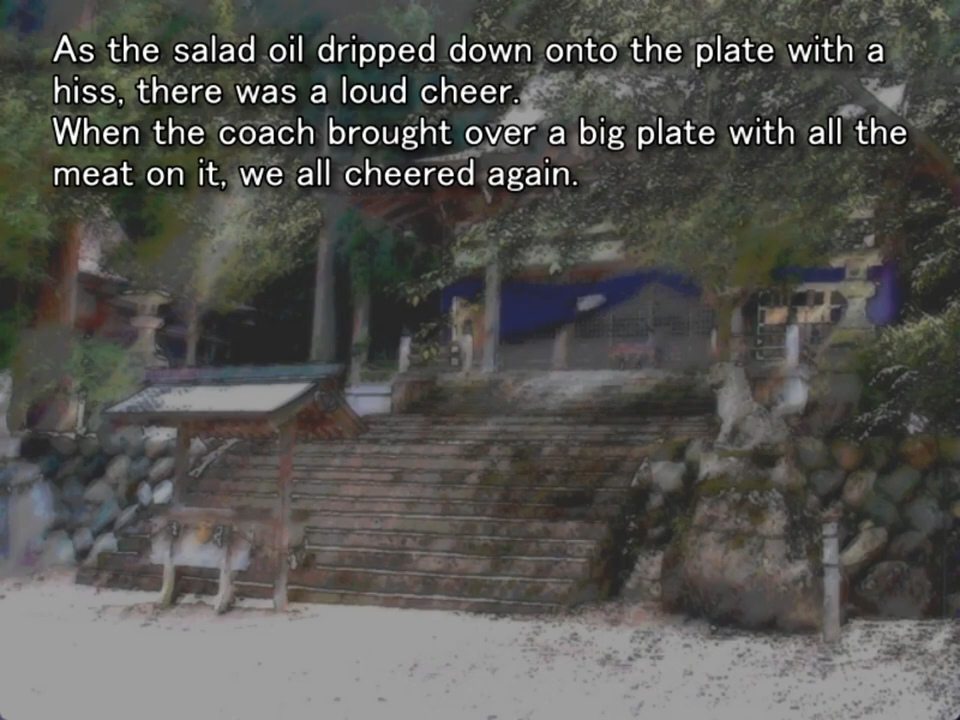 As the salad oil dripped down onto the plate with a
hiss, there was a loud cheer.
When the coach brought over a big plate with all the
meat on it, we all cheered again.